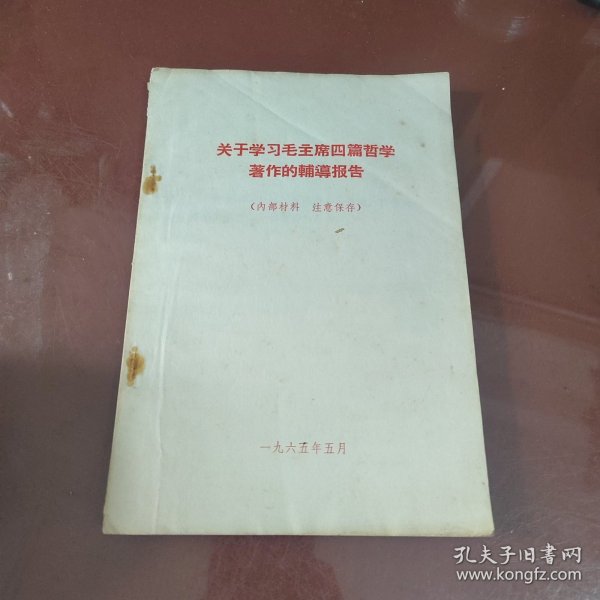 关于学习毛主席四篇哲学
著作的輔導报告
（内部材料　注意保存）
一九六五年五月
孔夫子旧書网
www.kongfz.com